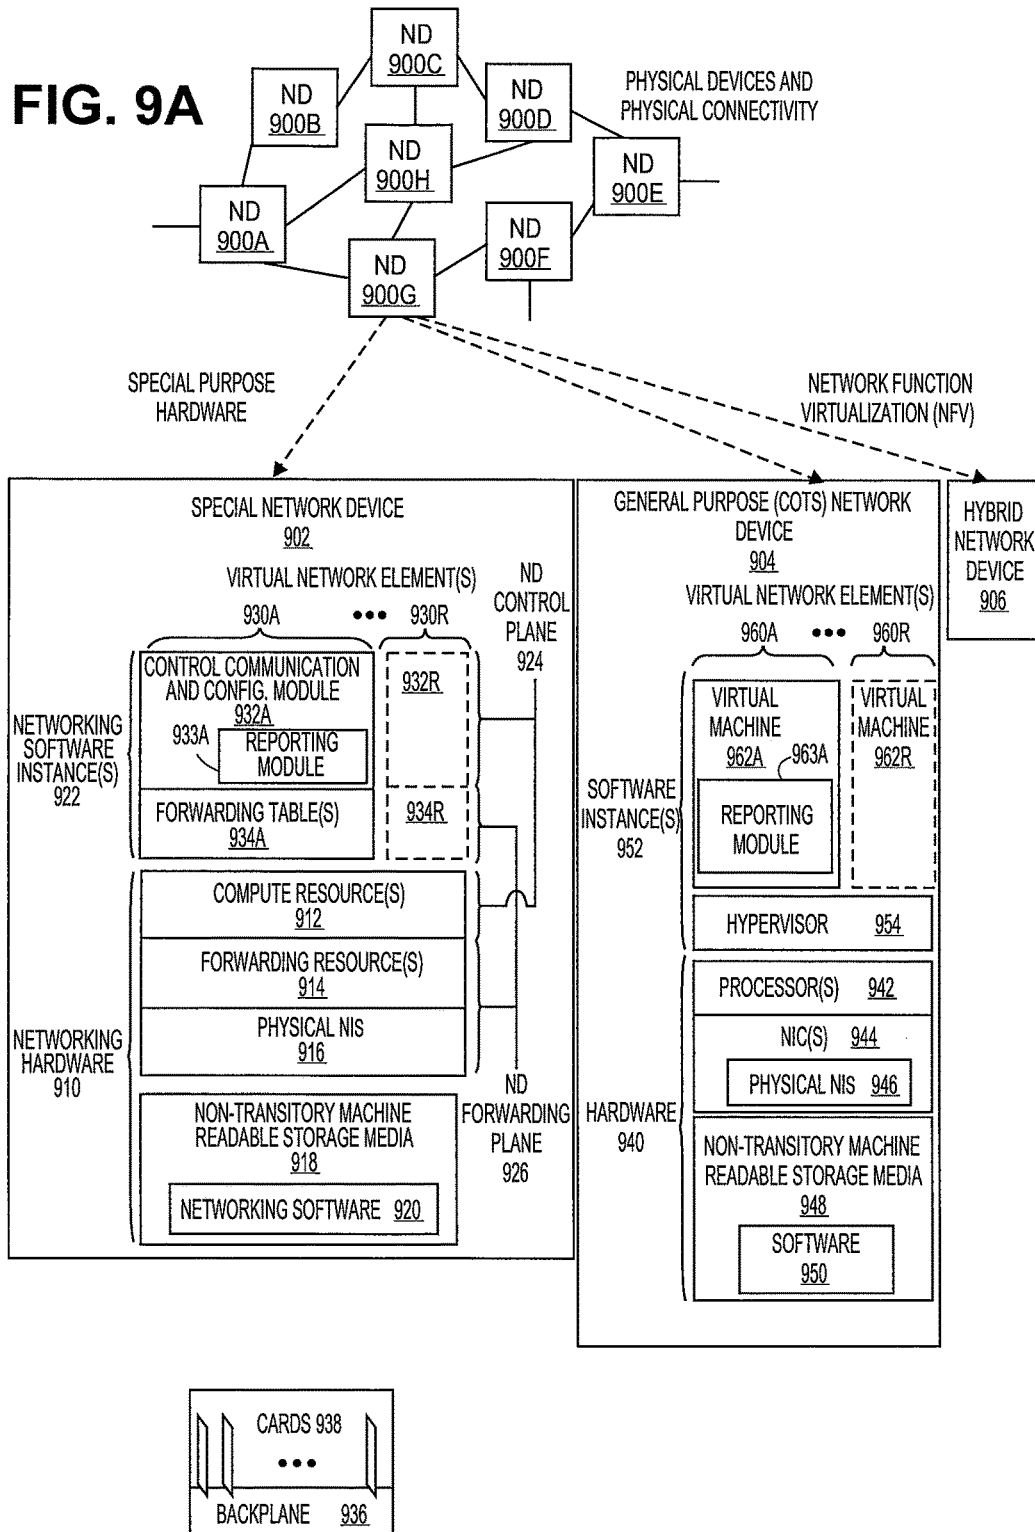 FIG. 9A
ND
900C
ND
900B
ND
900D
PHYSICAL DEVICES AND
PHYSICAL CONNECTIVITY
ND
900H
ND
900E
ND
900A
ND
900F
ND
900G
SPECIAL PURPOSE
HARDWARE
NETWORK FUNCTION
VIRTUALIZATION (NFV)
SPECIAL NETWORK DEVICE
902
VIRTUAL NETWORK ELEMENT(S)
930A
••• 930R
ND
CONTROL
PLANE
924
NETWORKING
SOFTWARE
INSTANCE(S)
922
CONTROL COMMUNICATION
AND CONFIG. MODULE
932A
933A
REPORTING
MODULE
932R
FORWARDING TABLE(S)
934A
934R
NETWORKING
HARDWARE
910
COMPUTE RESOURCE(S)
912
FORWARDING RESOURCE(S)
914
PHYSICAL NIS
916
ND
FORWARDING
PLANE
926
NON-TRANSITORY MACHINE
READABLE STORAGE MEDIA
918
NETWORKING SOFTWARE 920
GENERAL PURPOSE (COTS) NETWORK
DEVICE
904
VIRTUAL NETWORK ELEMENT(S)
960A ••• 960R
SOFTWARE
INSTANCE(S)
952
VIRTUAL
MACHINE
962A
963A
REPORTING
MODULE
VIRTUAL
MACHINE
962R
HYPERVISOR 954
HARDWARE
940
PROCESSOR(S) 942
NIC(S) 944
PHYSICAL NIS 946
NON-TRANSITORY MACHINE
READABLE STORAGE MEDIA
948
SOFTWARE
950
HYBRID
NETWORK
DEVICE
906
CARDS 938
•••
BACKPLANE 936